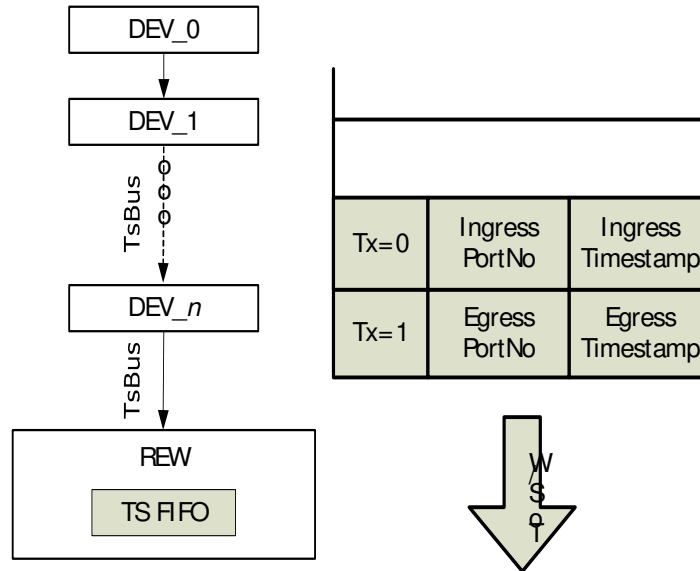 DEV_0
DEV_1
TsBus
o
o
o
DEV_n
TsBus
REW
TS FIFO
Tx=0
Ingress
PortNo
Ingress
Timestamp
Tx=1
Egress
PortNo
Egress
Timestamp
To S/W